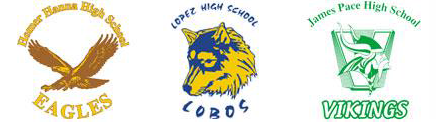 Homer Hanna High School
EAGLES
LOPEZ HIGH SCHOOL
LOBOS
James Pace High School
VIKINGS